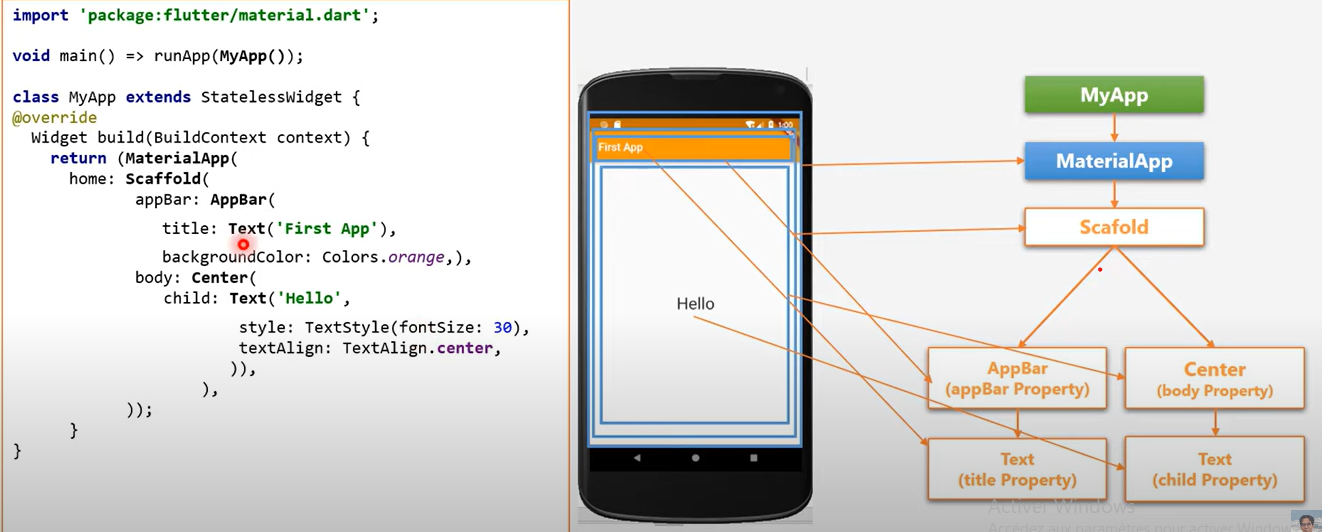 import 'package:flutter/material.dart';
void main() => runApp(MyApp());
class MyApp extends StatelessWidget {
@override
Widget build(BuildContext context) {
return (MaterialApp(
home: Scaffold(
appBar: AppBar(
title: Text('First App'),
backgroundColor: Colors.orange,),
body: Center(
child: Text('Hello',
style: TextStyle(fontSize: 30),
textAlign: TextAlign.center,
)),
),
));
}
}
1:00
First App
Hello
MyApp
MaterialApp
Scafold
AppBar
(appBar Property)
Center
(body Property)
Text
(title Property)
Text
(child Property)
Activer Windows
Accédez aux paramètres pour activer Windows